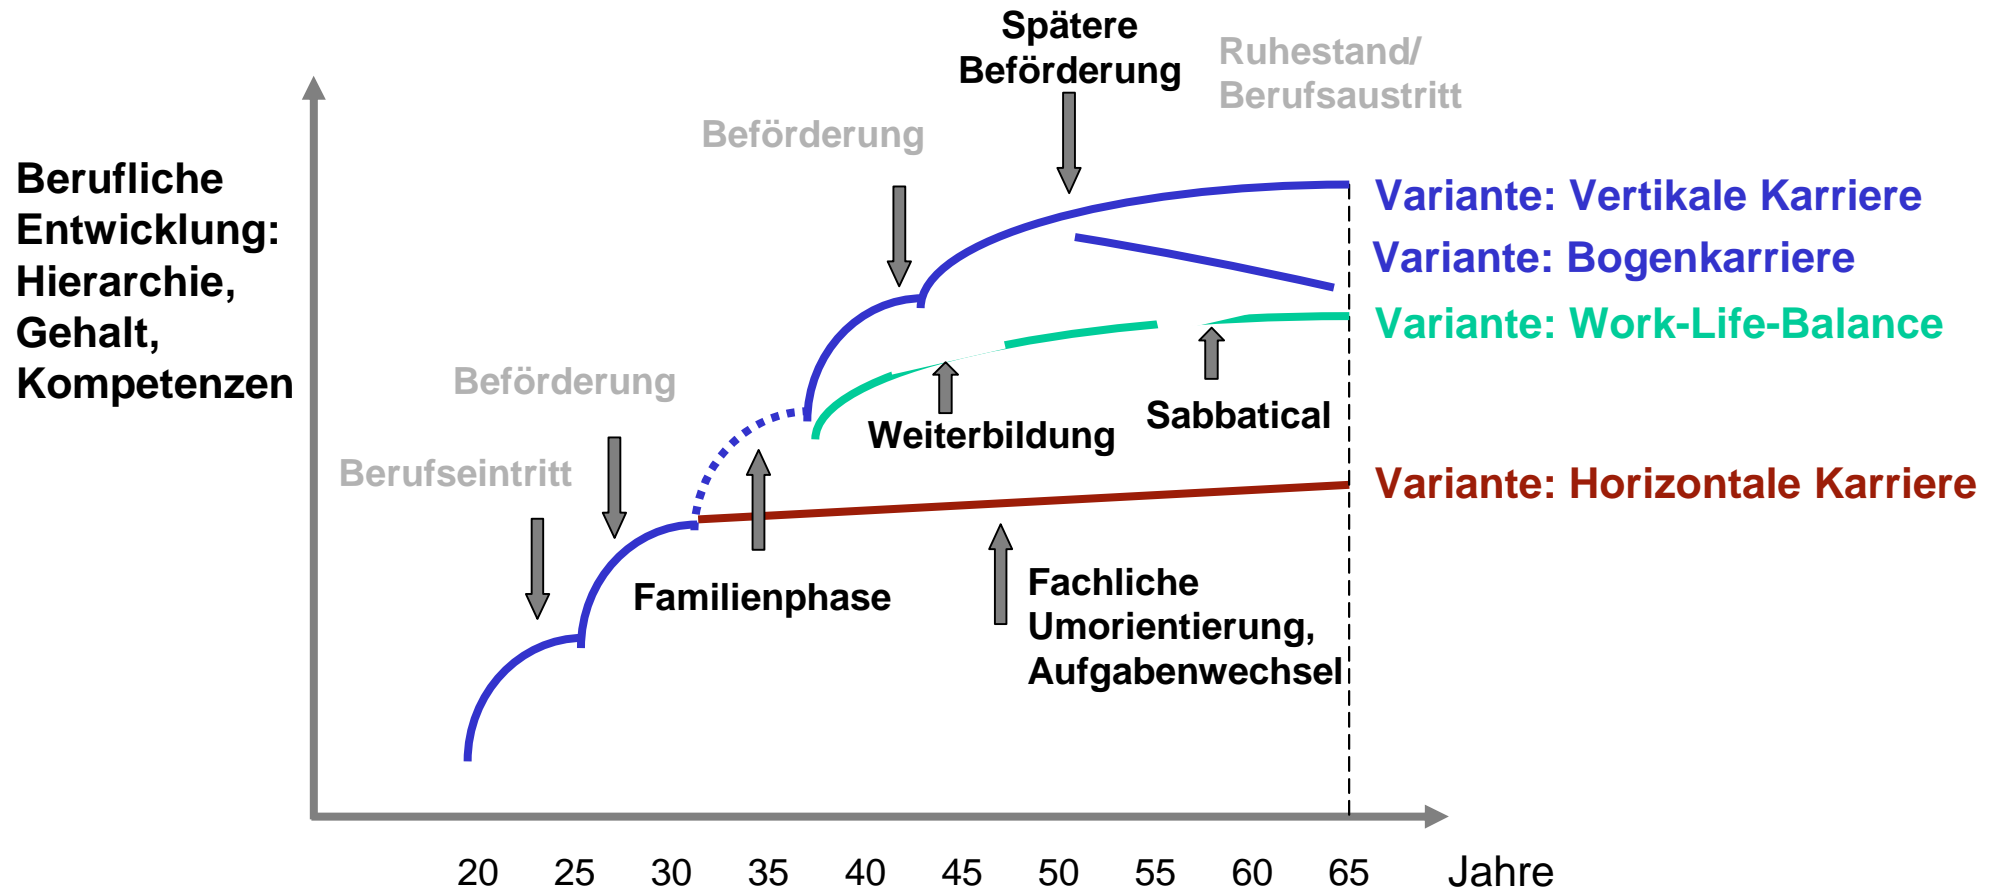 Spätere
Beförderung
Ruhestand/
Berufsaustritt
Beförderung
Berufliche
Entwicklung:
Hierarchie,
Gehalt,
Kompetenzen
Variante: Vertikale Karriere
Variante: Bogenkarriere
Variante: Work-Life-Balance
Beförderung
Weiterbildung
Sabbatical
Berufseintritt
Variante: Horizontale Karriere
Familienphase
Fachliche
Umorientierung,
Aufgabenwechsel
20 25 30 35 40 45 50 55 60 65 Jahre